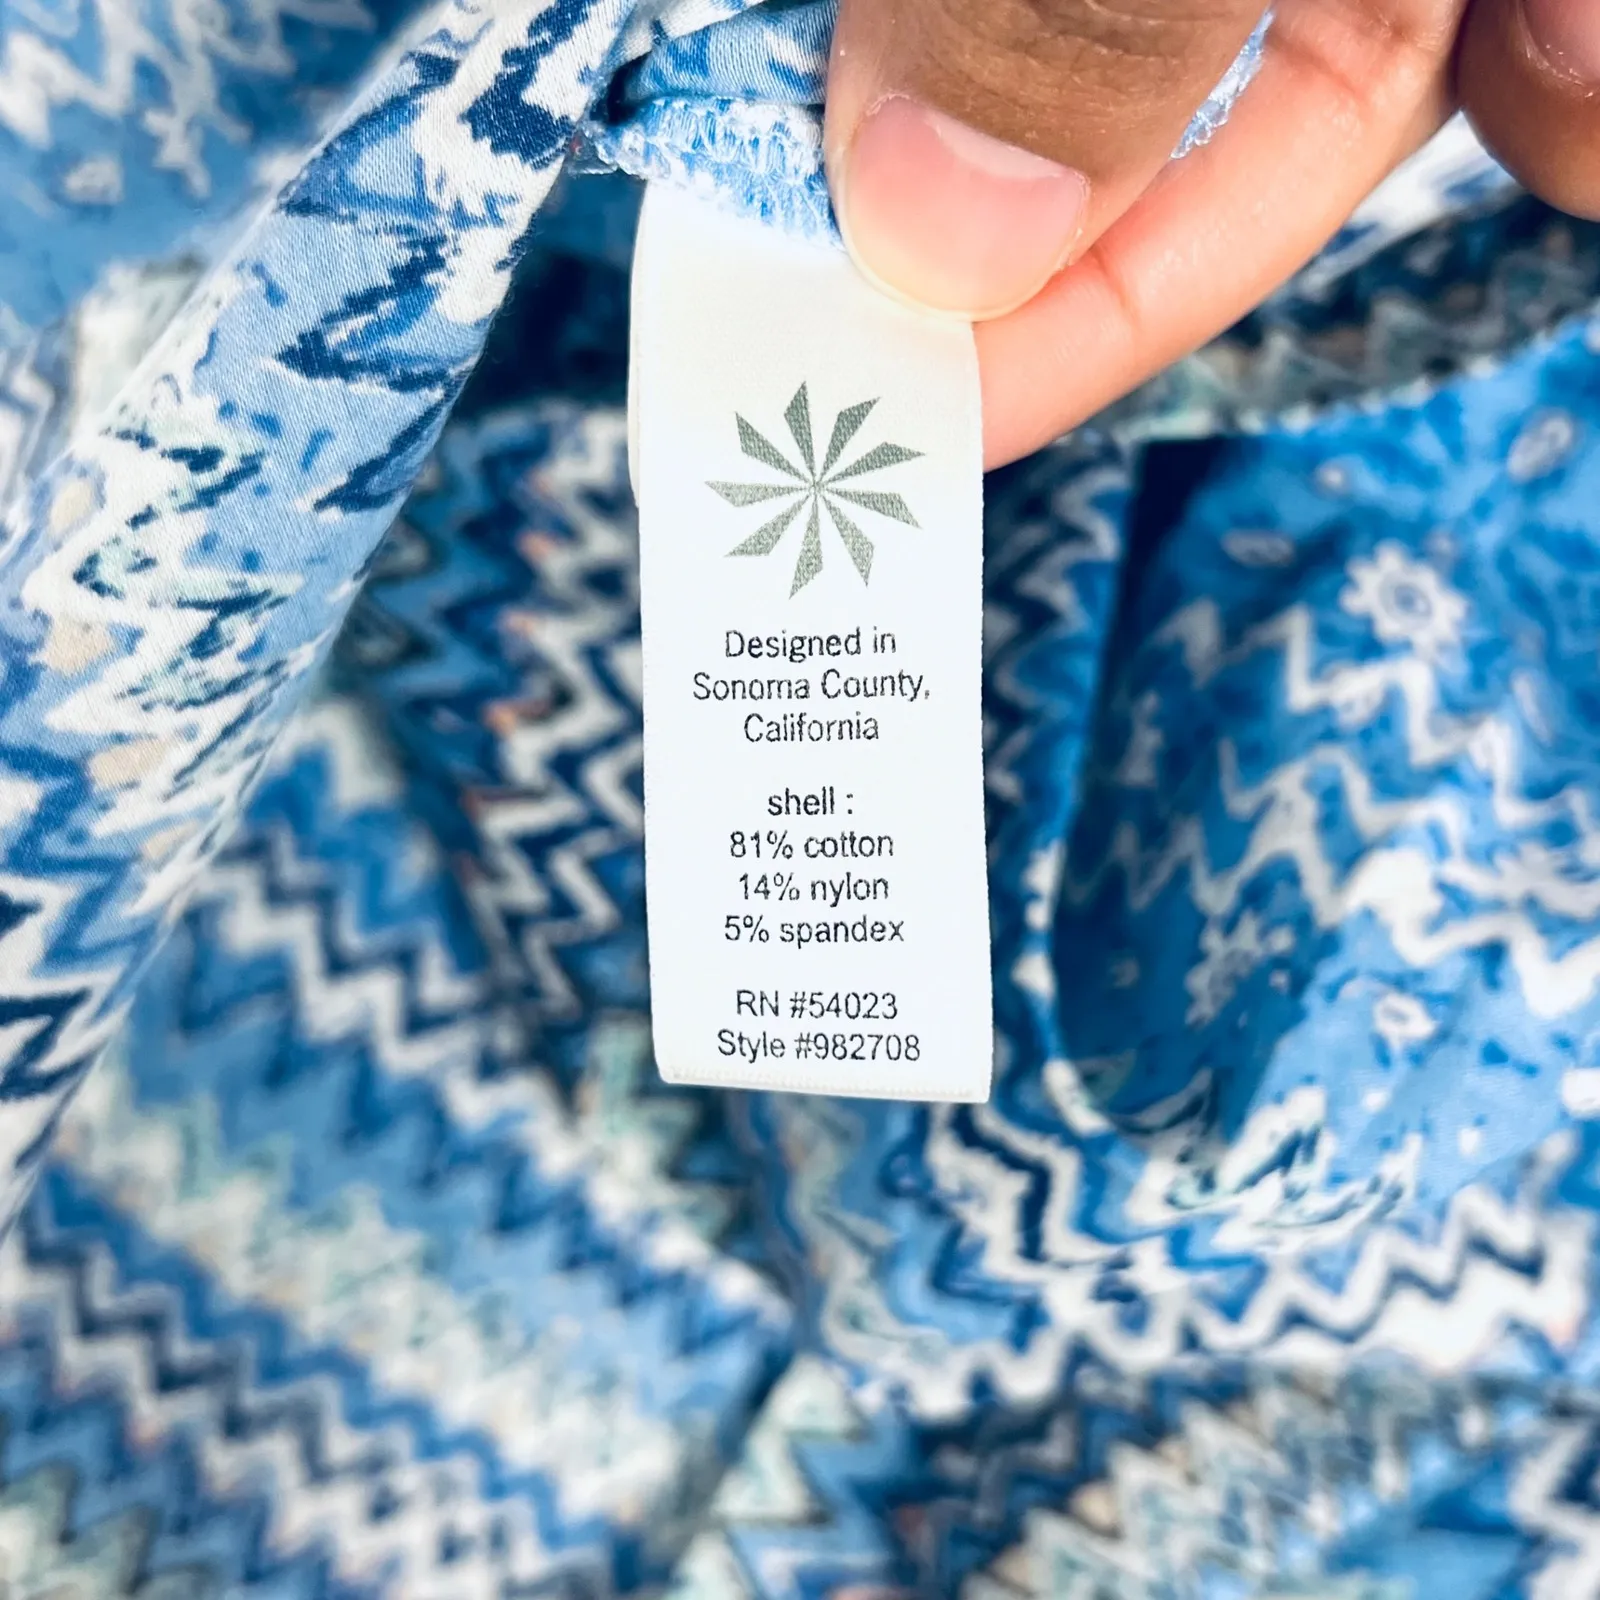 Designed in
Sonoma County,
California
shell :
81% cotton
14% nylon
5% spandex
RN #54023
Style #982708